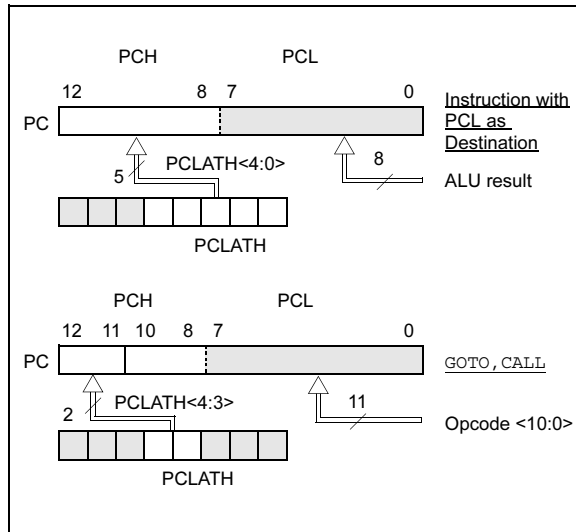 PCH PCL
12 8 7 0
PC
Instruction with
PCL as
Destination
5 PCLATH<4:0> 8
ALU result
PCLATH
PCH PCL
12 11 10 8 7 0
PC
GOTO,CALL
2 PCLATH<4:3> 11
Opcode <10:0>
PCLATH